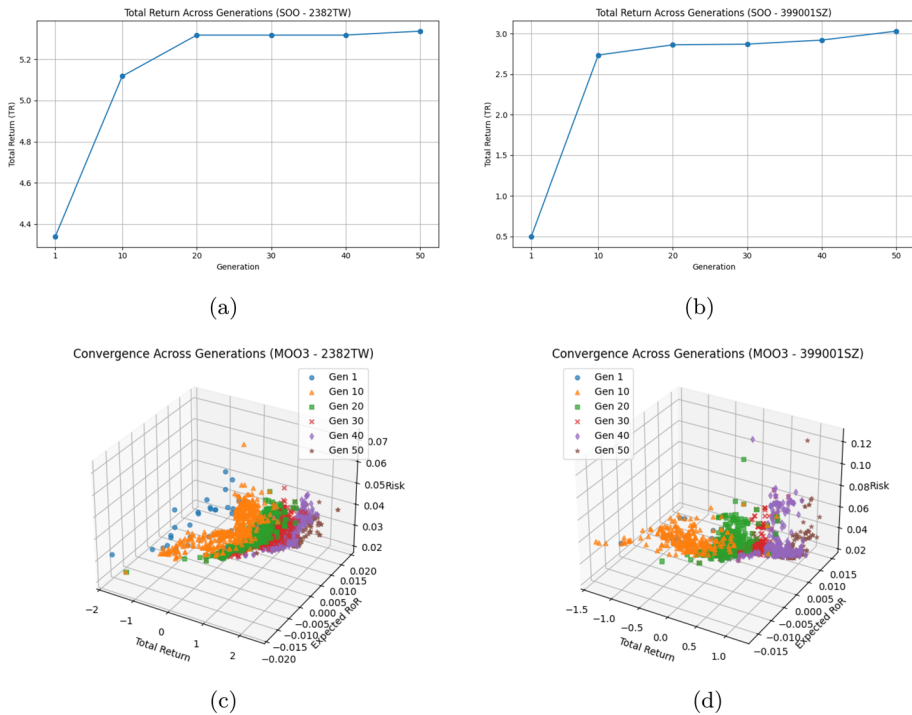 Total Return Across Generations (SOO - 2382TW)
Total Return (TR)
5.2
5.0
4.8
4.6
4.4
1 10 20 30 40 50
Generation
(a)
Total Return Across Generations (SOO - 399001SZ)
Total Return (TR)
3.0
2.5
2.0
1.5
1.0
0.5
1 10 20 30 40 50
Generation
(b)
Convergence Across Generations (MOO3 - 2382TW)
Gen 1
Gen 10
Gen 20
Gen 30
Gen 40
Gen 50
0.07
0.06
0.05
0.04
0.03
0.02
Risk
0.020
0.015
0.010
0.005
0.000
−0.005
−0.010
−0.015
−0.020
Expected RoR
−2 −1 0 1 2
Total Return
(c)
Convergence Across Generations (MOO3 - 399001SZ)
Gen 1
Gen 10
Gen 20
Gen 30
Gen 40
Gen 50
0.12
0.10
0.08
0.06
0.04
0.02
Risk
0.015
0.010
0.005
0.000
−0.005
−0.010
−0.015
Expected RoR
−1.5 −1.0 −0.5 0.0 0.5 1.0
Total Return
(d)